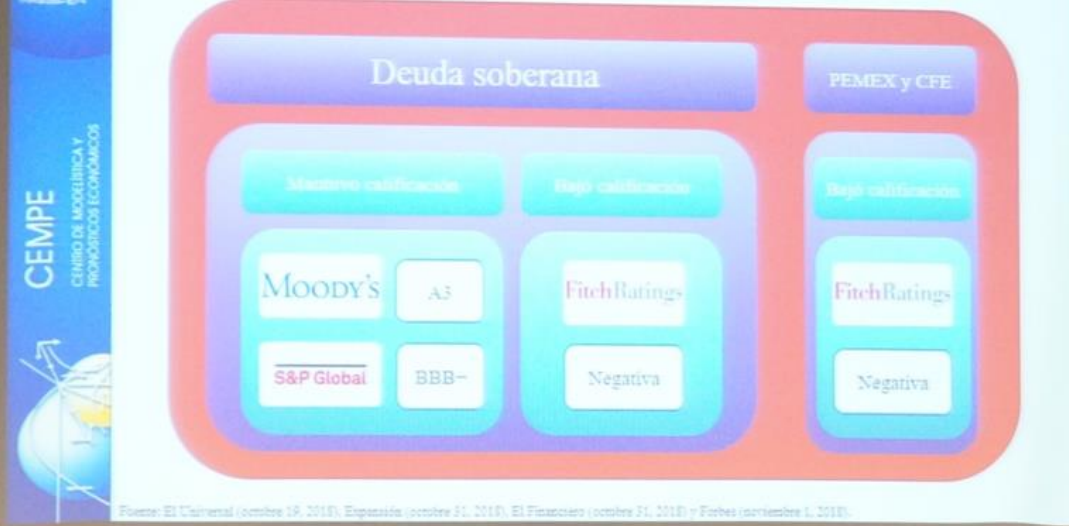 CEMPE
CENTRO DE MODELÍSTICA Y
PRONÓSTICOS ECONÓMICOS
Deuda soberana
PEMEX y CFE
Mantuvo calificación
Bajo calificación
Bajó calificación
MOODY'S
A3
FitchRatings
FitchRatings
S&P Global
BBB-
Negativa
Negativa
Fuente: El Universal (octubre 19, 2018), Expansión (octubre 31, 2018), El Financiero (octubre 31, 2018) y Forbes (noviembre 1, 2018).